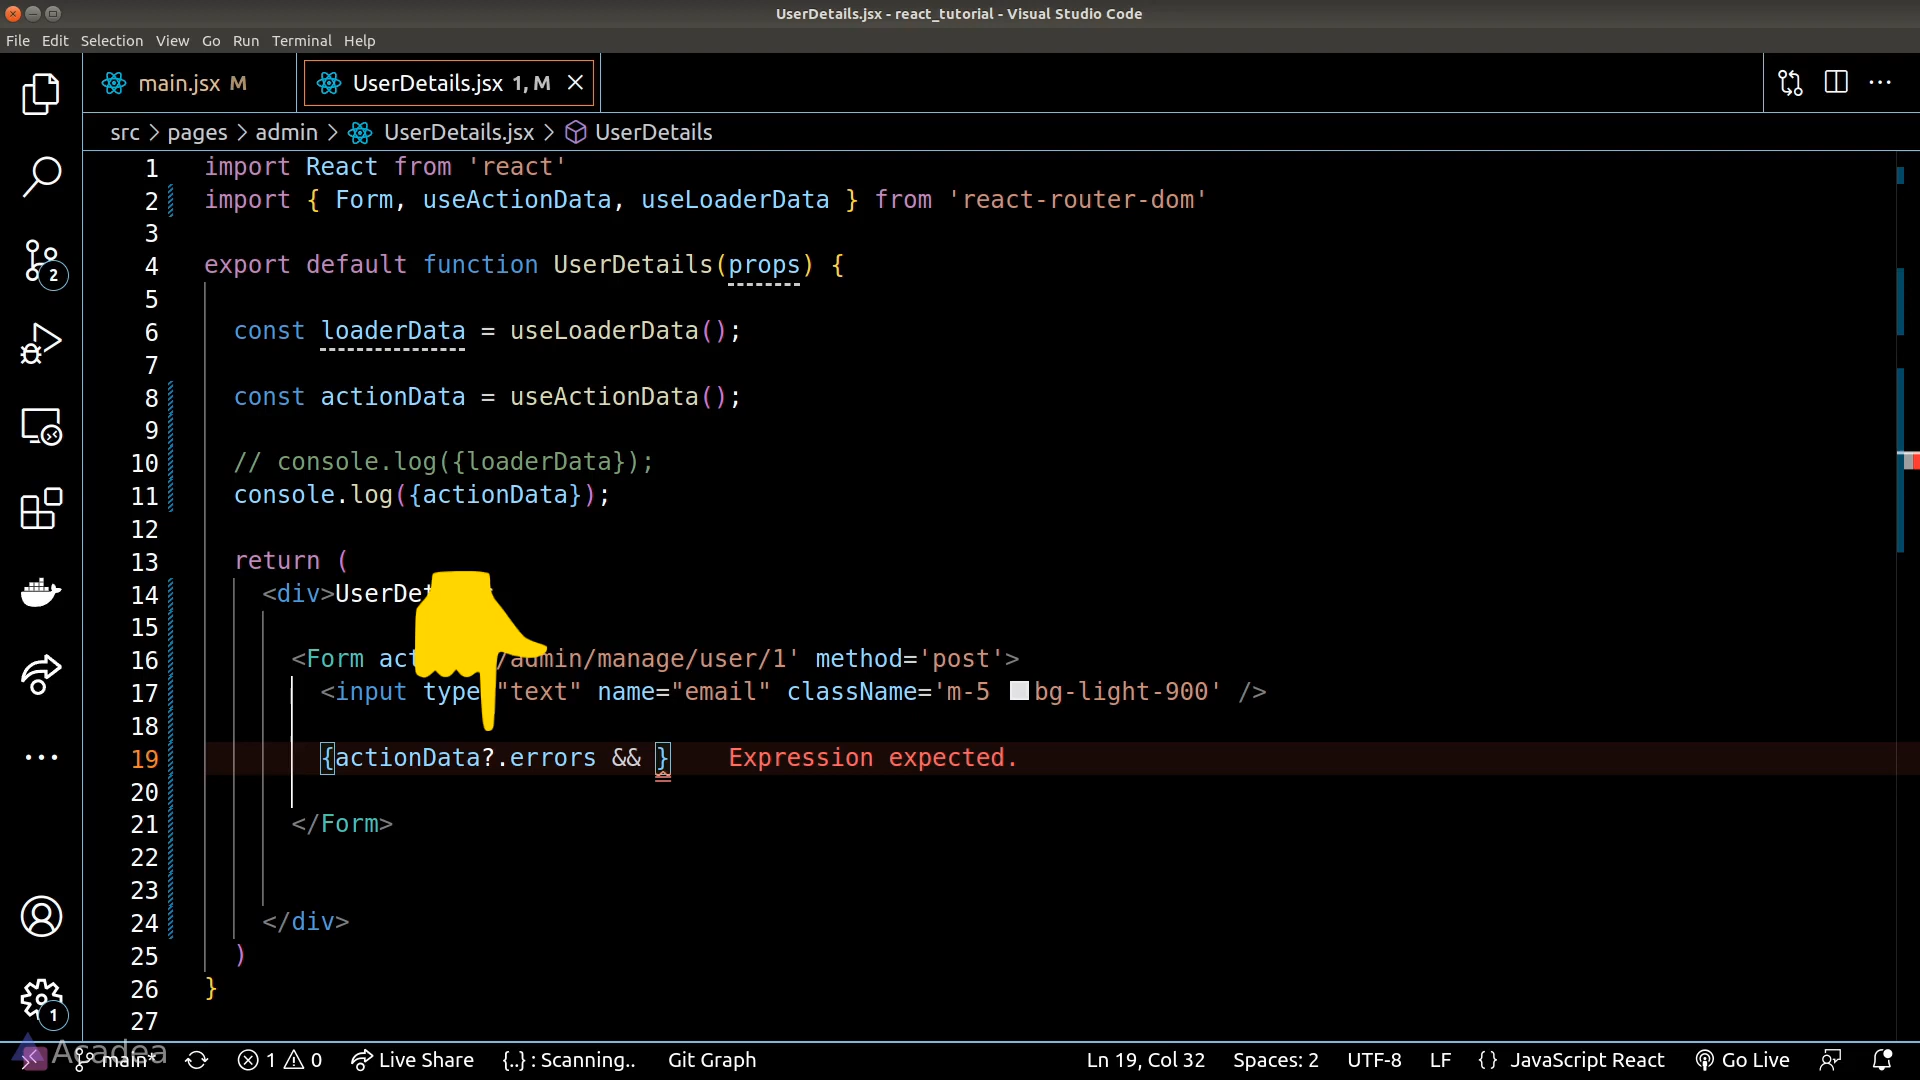 UserDetails.jsx - react_tutorial - Visual Studio Code
File Edit Selection View Go Run Terminal Help
main.jsx M
UserDetails.jsx 1, M
src > pages > admin > UserDetails.jsx > UserDetails
1 import React from 'react'
2 import { Form, useActionData, useLoaderData } from 'react-router-dom'
3
4 export default function UserDetails(props) {
5
6 const loaderData = useLoaderData();
7
8 const actionData = useActionData();
9
10 // console.log({loaderData});
11 console.log({actionData});
12
13 return (
14 <div>UserDet
15
16 <Form act /admin/manage/user/1' method='post'>
17 <input type "text" name="email" className='m-5 bg-light-900' />
18
19 {actionData?.errors && } Expression expected.
20
21 </Form>
22
23
24 </div>
25 )
26 }
27
2
1
Acadea
main* 1 0 Live Share {..} : Scanning.. Git Graph Ln 19, Col 32 Spaces: 2 UTF-8 LF { } JavaScript React Go Live